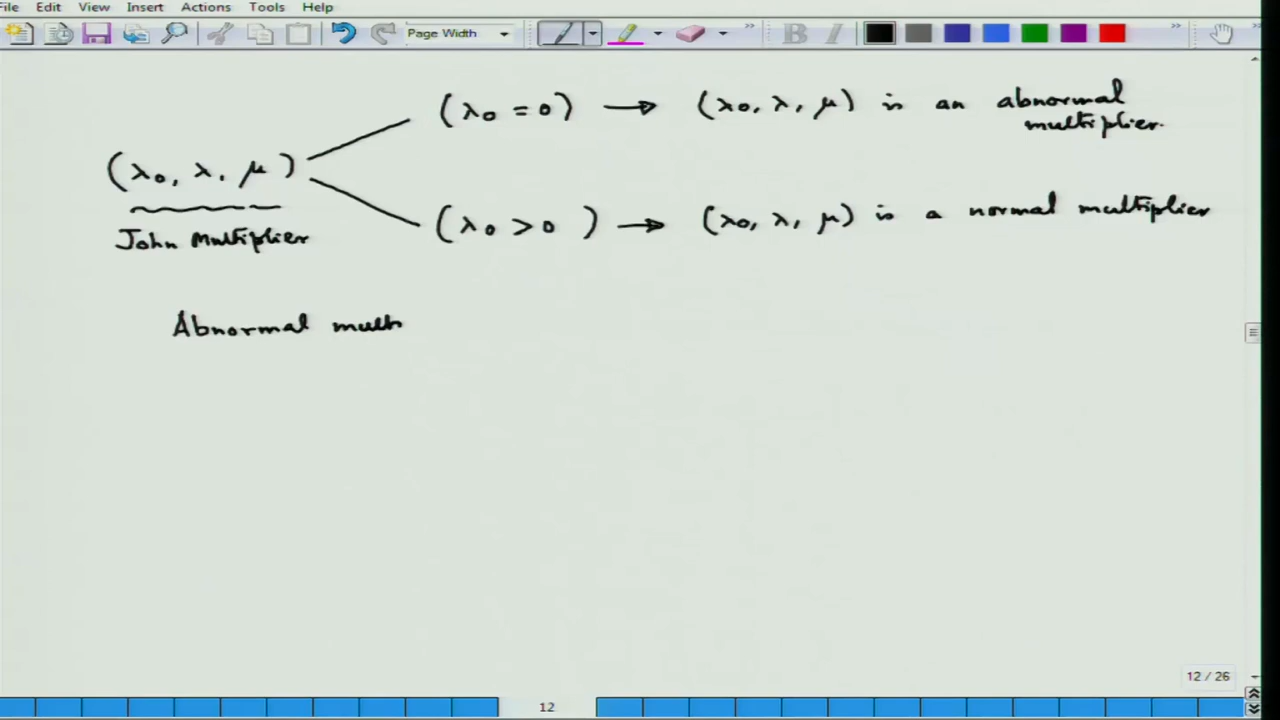 File Edit View Insert Actions Tools Help
Page Width
B I
(λ0 = 0) → (λ0, λ, μ) is an abnormal
multiplier.
(λ0, λ, μ)
John Multiplier
(λ0 > 0 ) → (λ0, λ, μ) is a normal multiplier
Abnormal mult
12 / 26
12